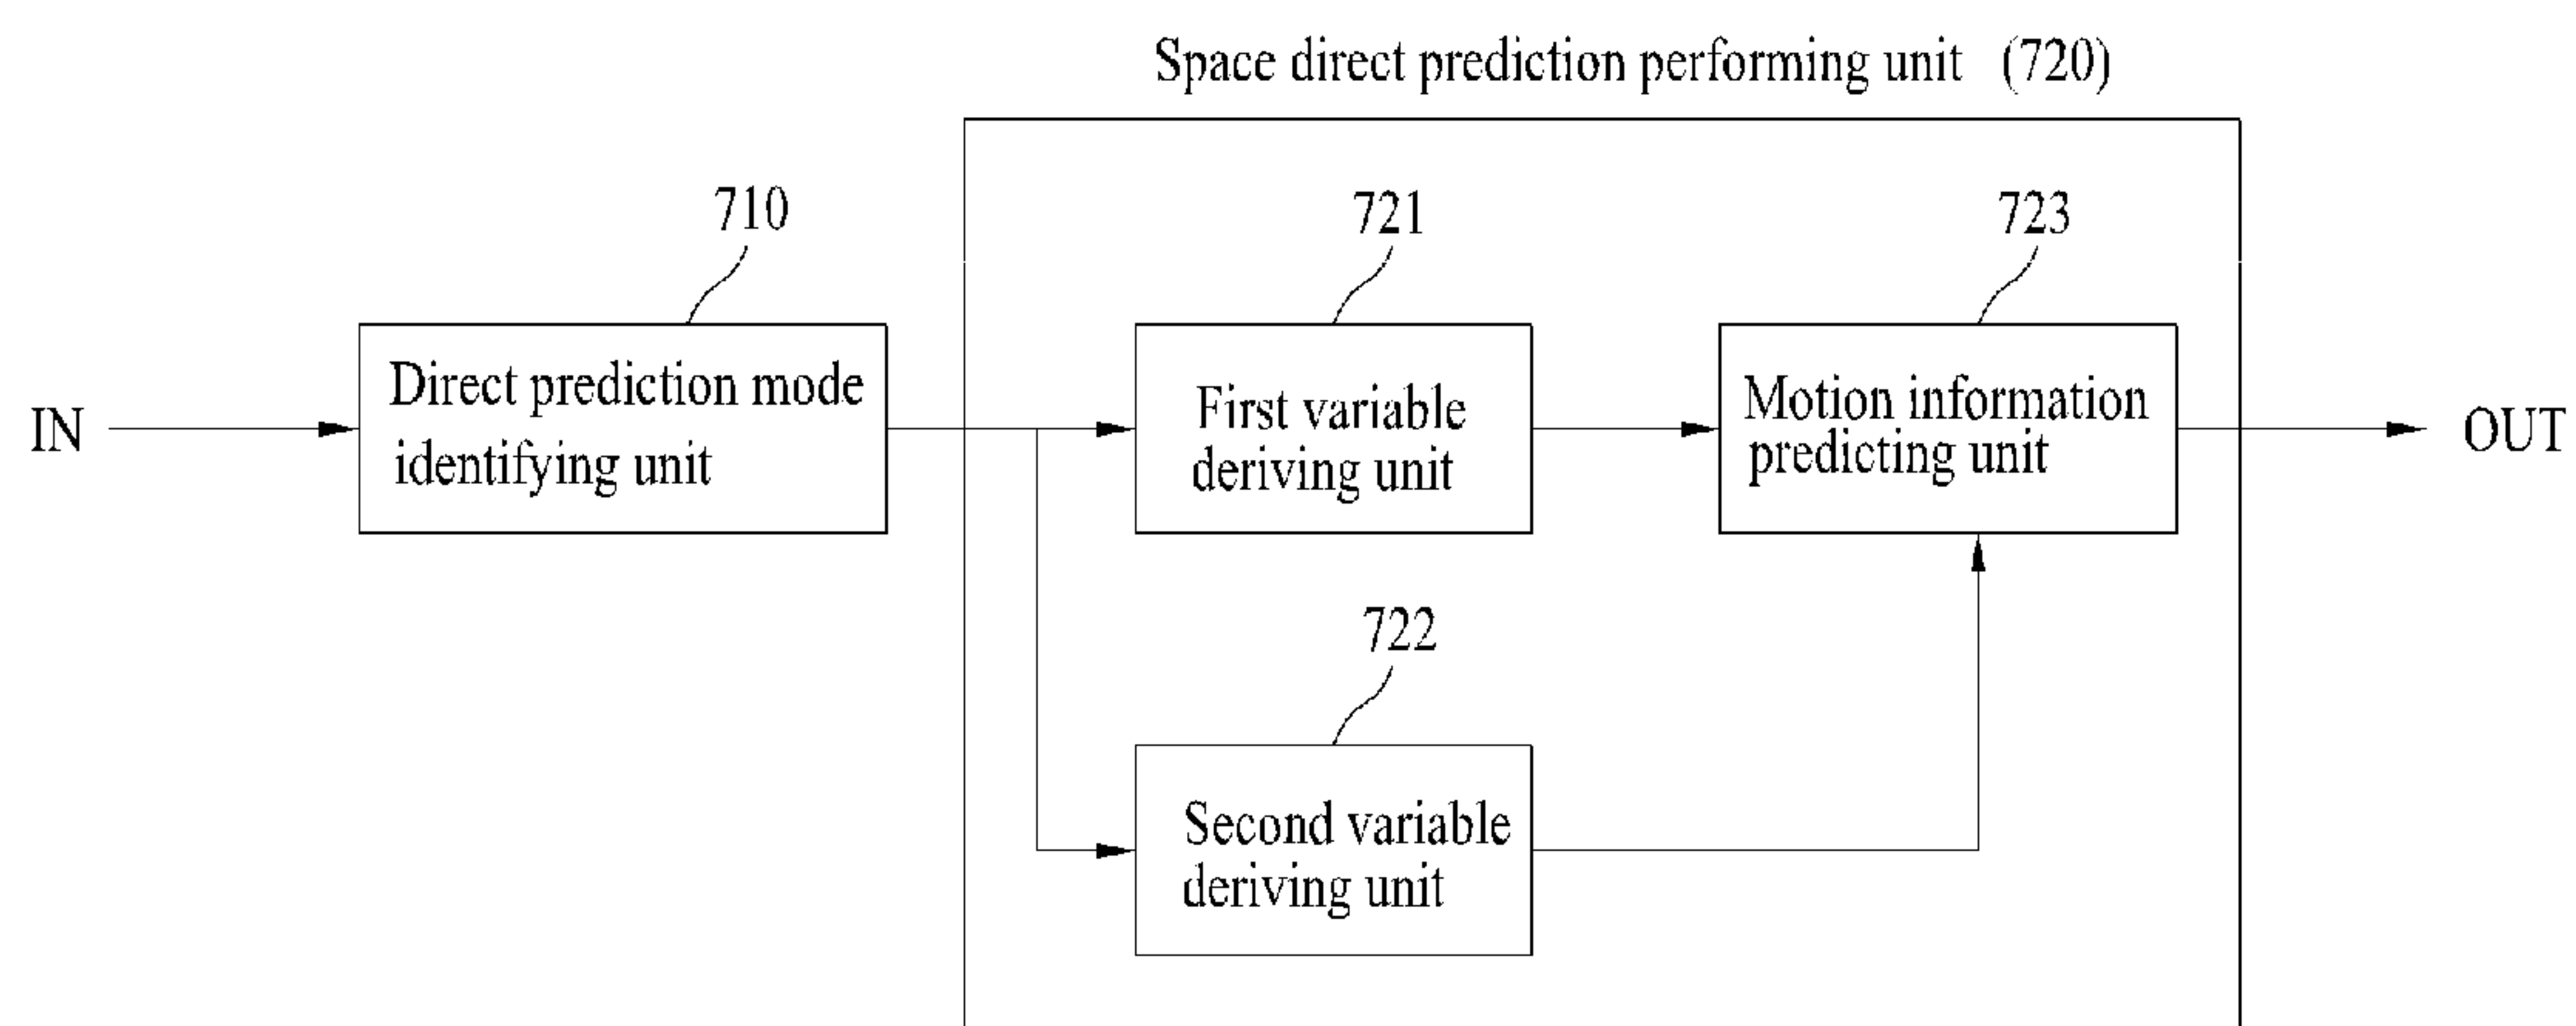 Space direct prediction performing unit (720)
710
721
723
IN
Direct prediction mode
identifying unit
First variable
deriving unit
Motion information
predicting unit
OUT
722
Second variable
deriving unit